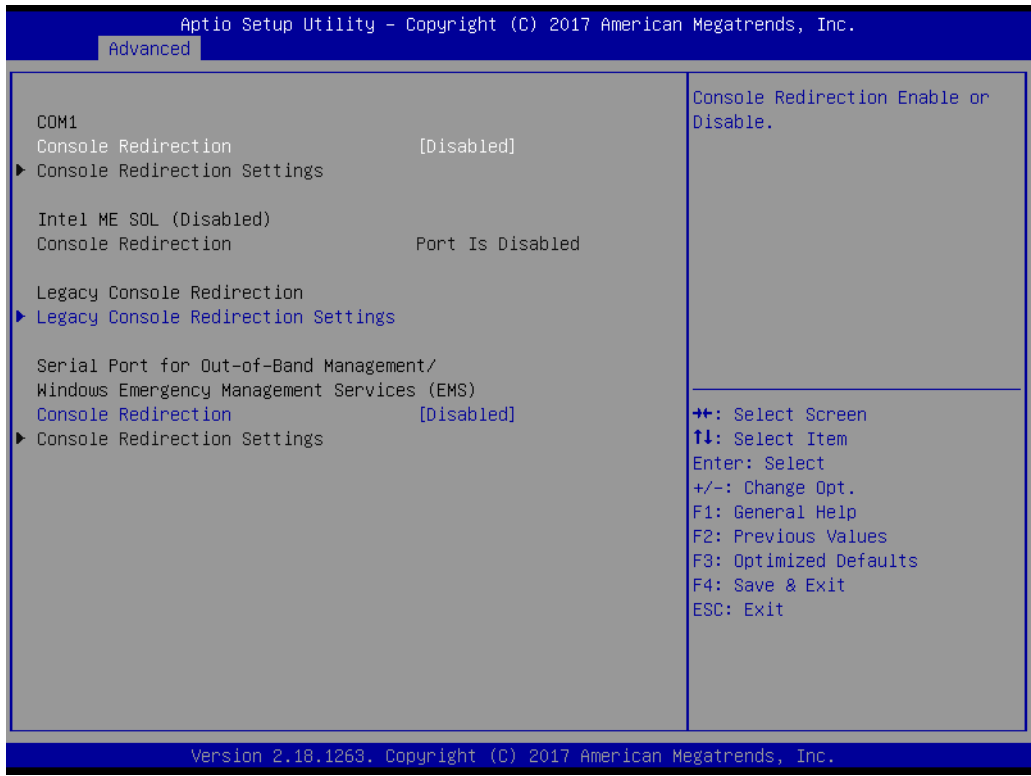 Aptio Setup Utility – Copyright (C) 2017 American Megatrends, Inc.
Advanced
COM1
Console Redirection [Disabled]
▶ Console Redirection Settings
Intel ME SOL (Disabled)
Console Redirection Port Is Disabled
Legacy Console Redirection
▶ Legacy Console Redirection Settings
Serial Port for Out-of-Band Management/
Windows Emergency Management Services (EMS)
Console Redirection [Disabled]
▶ Console Redirection Settings
Console Redirection Enable or
Disable.
→←: Select Screen
↑↓: Select Item
Enter: Select
+/-: Change Opt.
F1: General Help
F2: Previous Values
F3: Optimized Defaults
F4: Save & Exit
ESC: Exit
Version 2.18.1263. Copyright (C) 2017 American Megatrends, Inc.